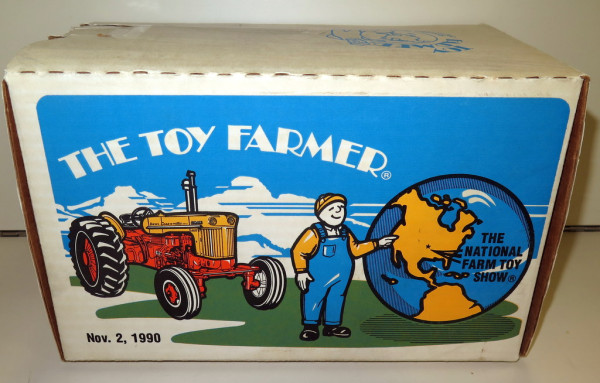 THE TOY FARMER®
THE
NATIONAL
FARM TOY
SHOW®
Nov. 2, 1990